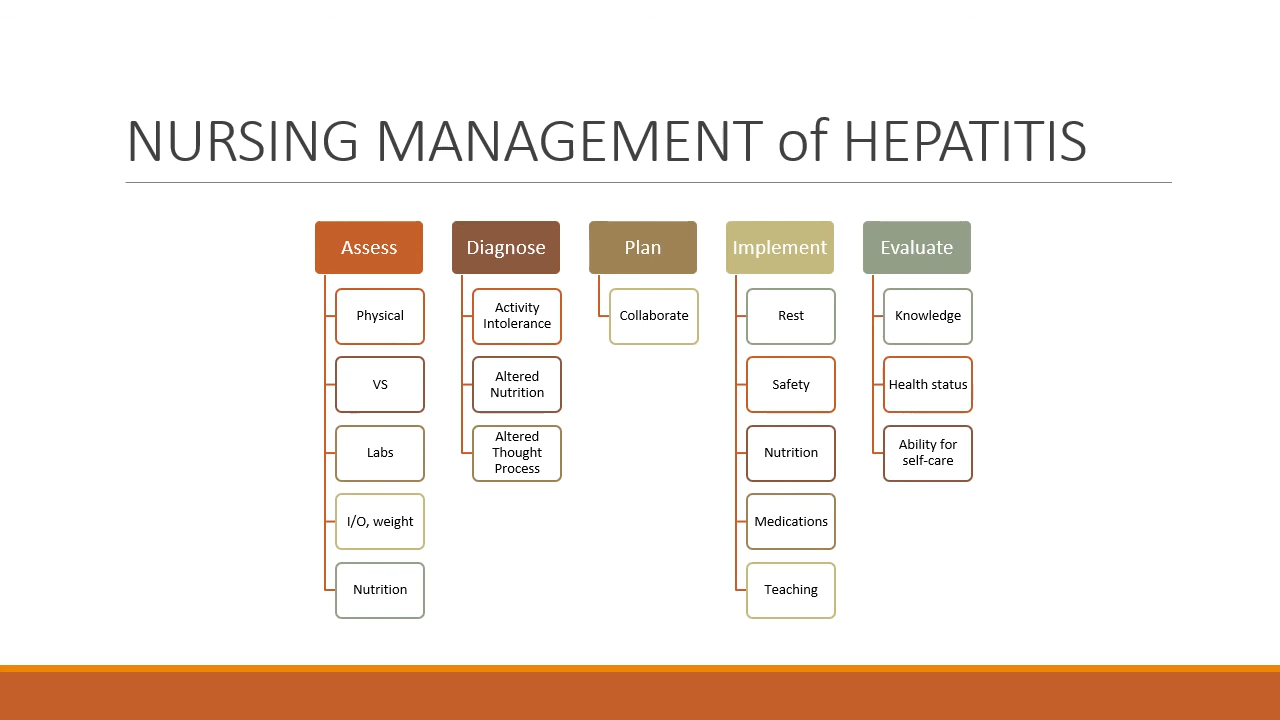 NURSING MANAGEMENT of HEPATITIS
Assess
Physical
VS
Labs
I/O, weight
Nutrition
Diagnose
Activity
Intolerance
Altered
Nutrition
Altered
Thought
Process
Plan
Collaborate
Implement
Rest
Safety
Nutrition
Medications
Teaching
Evaluate
Knowledge
Health status
Ability for
self-care